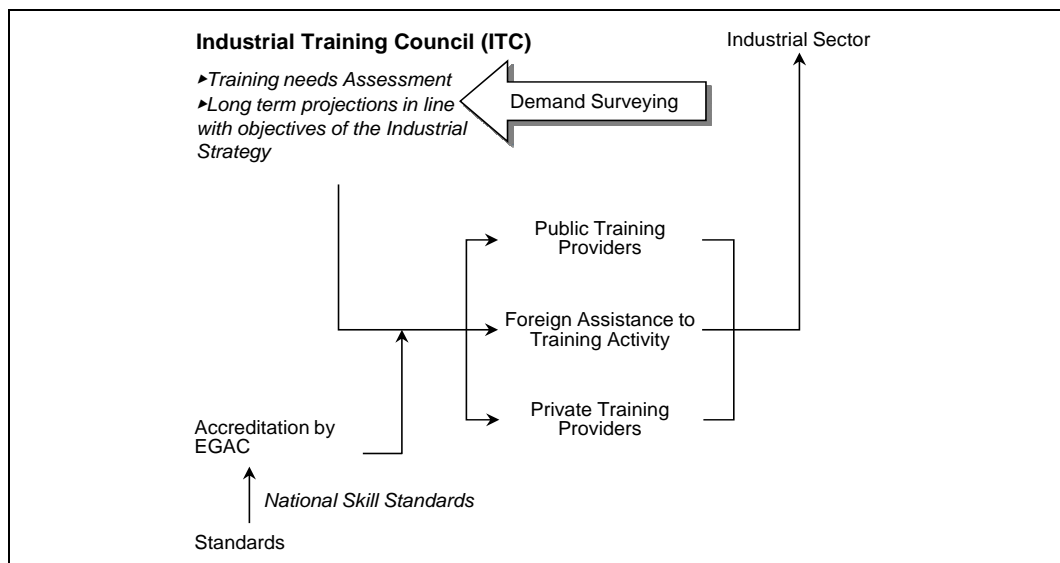 Industrial Training Council (ITC)
▸Training needs Assessment
▸Long term projections in line
with objectives of the Industrial
Strategy
Demand Surveying
Industrial Sector
Public Training
Providers
Foreign Assistance to
Training Activity
Private Training
Providers
Accreditation by
EGAC
National Skill Standards
Standards